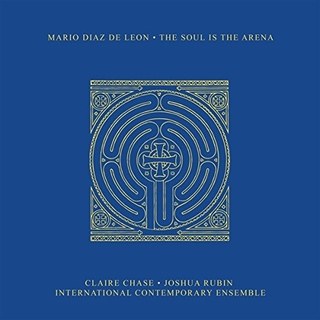 MARIO DIAZ DE LEON • THE SOUL IS THE ARENA
CLAIRE CHASE • JOSHUA RUBIN
INTERNATIONAL CONTEMPORARY ENSEMBLE